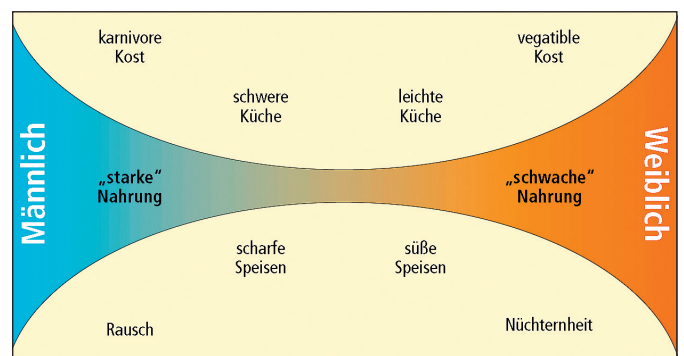 karnivore
Kost
vegatible
Kost
schwere
Küche
leichte
Küche
Männlich
„starke“
Nahrung
„schwache“
Nahrung
Weiblich
scharfe
Speisen
süße
Speisen
Rausch
Nüchternheit